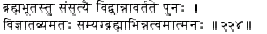 ब्रह्मभूतस्तु संसृत्यै विद्वान्नावर्तते पुनः ।
विज्ञातव्यमतः सम्यग्ब्रह्माभिन्नत्वमात्मनः ॥ २२४ ॥